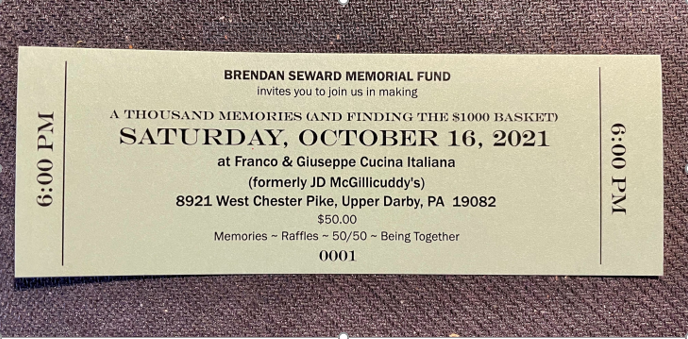 6:00 PM
BRENDAN SEWARD MEMORIAL FUND
invites you to join us in making
A THOUSAND MEMORIES (AND FINDING THE $1000 BASKET)
SATURDAY, OCTOBER 16, 2021
at Franco & Giuseppe Cucina Italiana
(formerly JD McGillicuddy's)
8921 West Chester Pike, Upper Darby, PA 19082
$50.00
Memories ~ Raffles ~ 50/50 ~ Being Together
0001
6:00 PM